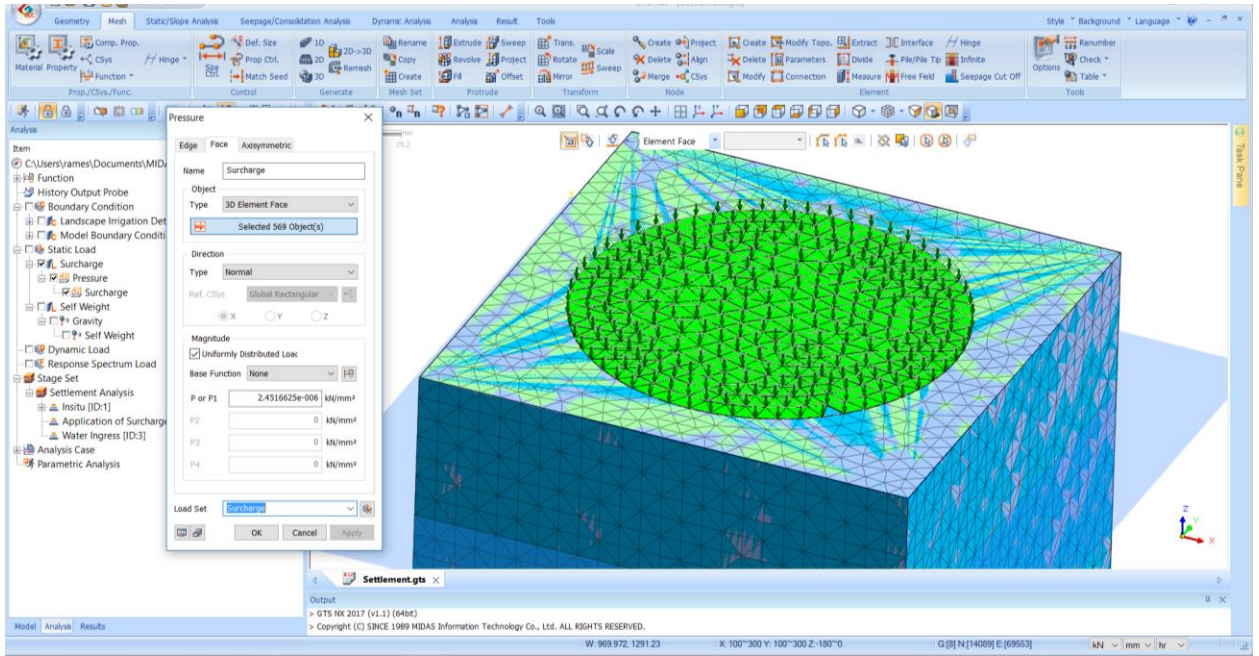 Geometry Mesh Static/Slope Analysis Seepage/Consolidation Analysis Dynamic Analysis Analysis Result Tools Style Background Language
Material Property Comp. Prop. CSys Function Hinge
Prop./CSys./Func.
Size Ctrl. Def. Size Prop Ctrl. Match Seed
Control
1D 2D 3D 2D->3D Remesh
Generate
Rename Copy Create
Mesh Set
Extrude Sweep Revolve Project Fill Offset
Protrude
Trans. Scale Rotate Sweep Mirror
Transform
Create Project Delete Align Merge CSys
Node
Create Modify Topo. Extract Interface Hinge
Delete Parameters Divide Pile/Pile Tip Infinite
Modify Connection Measure Free Field Seepage Cut Off
Element
Options Renumber Check Table
Tools
Analysis
Item
C:\Users\rames\Documents\MID
Function
History Output Probe
Boundary Condition
Landscape Irrigation Det
Model Boundary Conditi
Static Load
Surcharge
Pressure
Surcharge
Self Weight
Gravity
Self Weight
Dynamic Load
Response Spectrum Load
Stage Set
Settlement Analysis
Insitu [ID:1]
Application of Surcharge
Water Ingress [ID:3]
Analysis Case
Parametric Analysis
Model Analysis Results
Pressure
Edge Face Axisymmetric
Name Surcharge
Object
Type 3D Element Face
Selected 569 Object(s)
Direction
Type Normal
Ref. CSys Global Rectangular
X Y Z
Magnitude
Uniformly Distributed Loac
Base Function None
P or P1 2.4516625e-006 kN/mm²
P2 0 kN/mm²
P3 0 kN/mm²
P4 0 kN/mm²
Load Set Surcharge
OK Cancel Apply
29.2
Element Face
Task Pane
Z
Y
X
Settlement.gts
Output
> GTS NX 2017 (v1.1) (64bit)
> Copyright (C) SINCE 1989 MIDAS Information Technology Co., Ltd. ALL RIGHTS RESERVED.
W: 969.972, 1291.23 X: 100~300 Y: 100~300 Z:-180~0 G:[8] N:[14089] E:[69553] kN mm hr